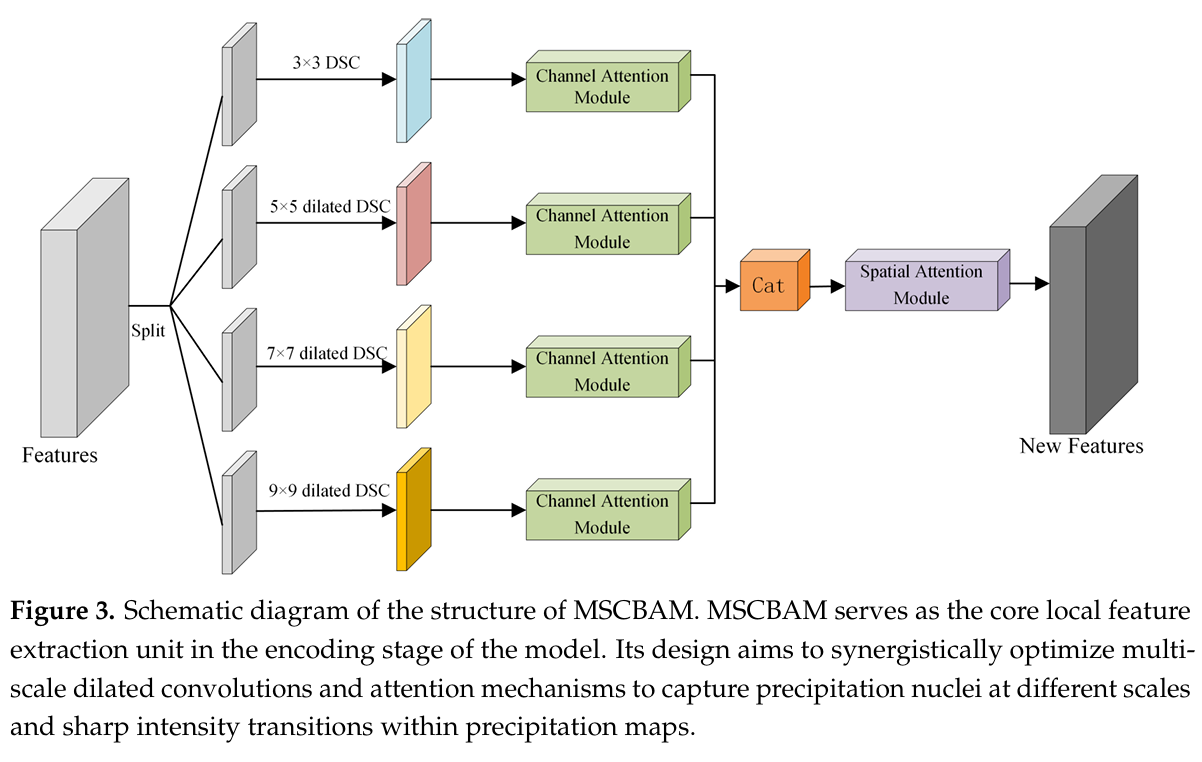 3×3 DSC
Channel Attention
Module
5×5 dilated DSC
Channel Attention
Module
Split
Cat
Spatial Attention
Module
7×7 dilated DSC
Channel Attention
Module
Features
New Features
9×9 dilated DSC
Channel Attention
Module
Figure 3. Schematic diagram of the structure of MSCBAM. MSCBAM serves as the core local feature
extraction unit in the encoding stage of the model. Its design aims to synergistically optimize multi-
scale dilated convolutions and attention mechanisms to capture precipitation nuclei at different scales
and sharp intensity transitions within precipitation maps.